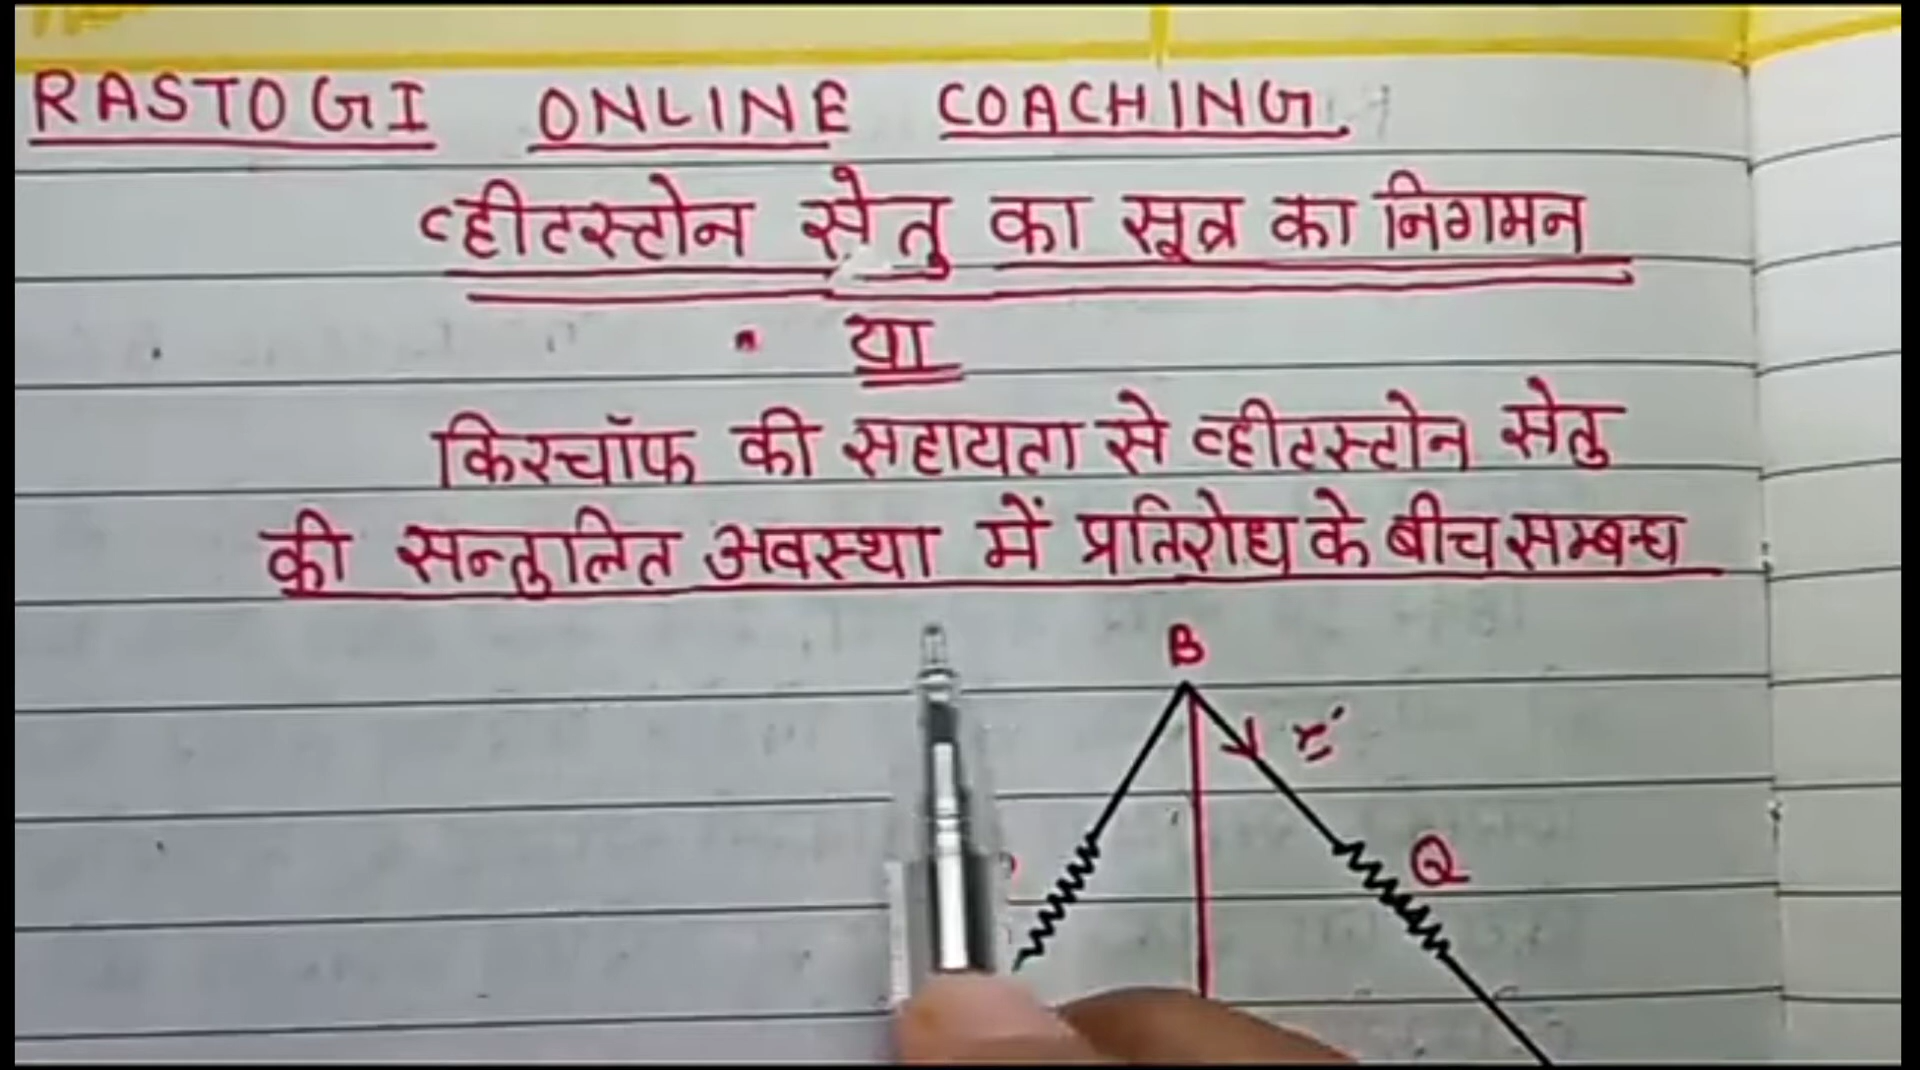 RASTOGI ONLINE COACHING.
व्हीटस्टोन सेतु का सूत्र का निगमन
या
किरचॉफ की सहायता से व्हीटस्टोन सेतु
की सन्तुलित अवस्था में प्रतिरोध के बीच सम्बन्ध
B
Q